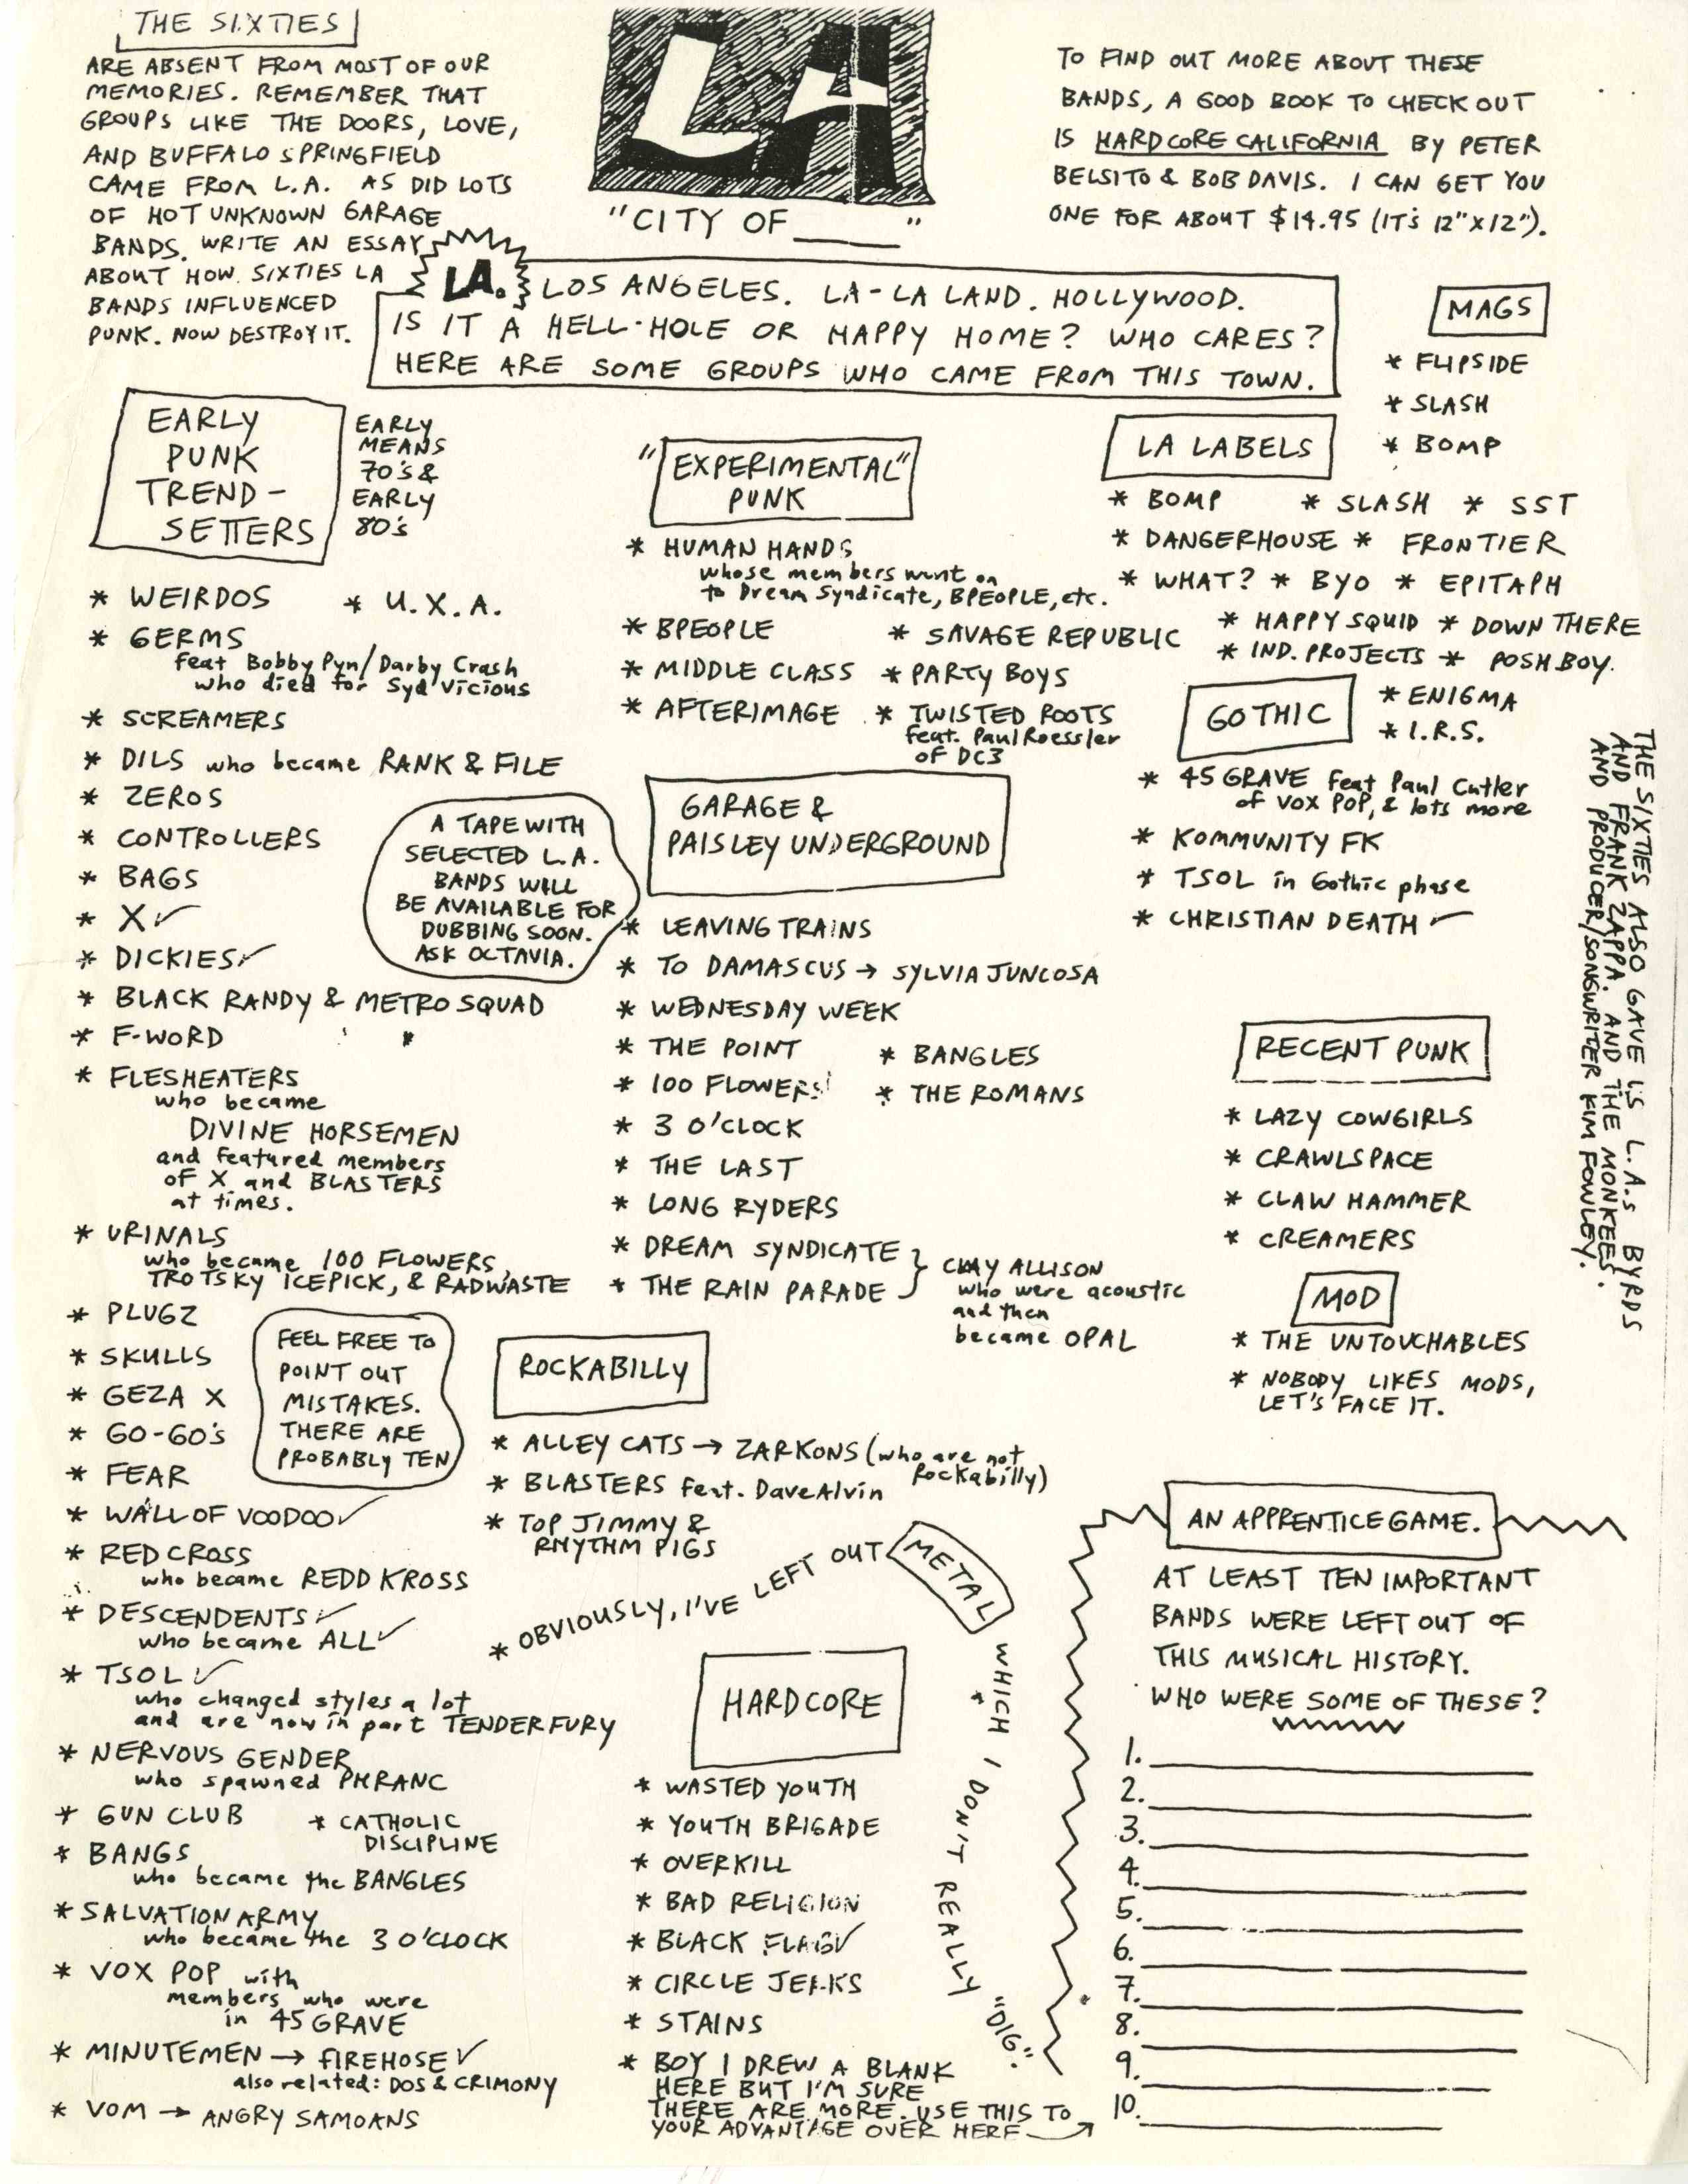 THE SIXTIES
ARE ABSENT FROM MOST OF OUR
MEMORIES. REMEMBER THAT
GROUPS LIKE THE DOORS, LOVE,
AND BUFFALO SPRINGFIELD
CAME FROM L.A. AS DID LOTS
OF HOT UNKNOWN GARAGE
BANDS. WRITE AN ESSAY
ABOUT HOW SIXTIES LA
BANDS INFLUENCED
PUNK. NOW DESTROY IT.
LA
"CITY OF ____"
TO FIND OUT MORE ABOUT THESE
BANDS, A GOOD BOOK TO CHECK OUT
IS HARDCORE CALIFORNIA BY PETER
BELSITO & BOB DAVIS. I CAN GET YOU
ONE FOR ABOUT $14.95 (IT'S 12"X12").
LA. LOS ANGELES. LA-LA LAND. HOLLYWOOD.
IS IT A HELL-HOLE OR HAPPY HOME? WHO CARES?
HERE ARE SOME GROUPS WHO CAME FROM THIS TOWN.
MAGS
* FLIPSIDE
* SLASH
* BOMP
EARLY
PUNK
TREND-
SETTERS
EARLY
MEANS
70's &
EARLY
80's
* WEIRDOS * U.X.A.
* GERMS
feat Bobby Pyn/Darby Crash
who died for Syd Vicious
* SCREAMERS
* DILS who became RANK & FILE
* ZEROS
* CONTROLLERS
* BAGS
* X ✓
* DICKIES ✓
* BLACK RANDY & METRO SQUAD
* F-WORD
* FLESHEATERS
who became
DIVINE HORSEMEN
and featured members
of X and BLASTERS
at times.
* URINALS
who became 100 FLOWERS,
TROTSKY ICEPICK, & RADWASTE
* PLUGZ
* SKULLS
* GEZA X
* GO-GO's
* FEAR
* WALL OF VOODOO ✓
* RED CROSS
who became REDD KROSS
* DESCENDENTS ✓
who became ALL ✓
* TSOL ✓
who changed styles a lot
and are now in part TENDER FURY
* NERVOUS GENDER
who spawned PHRANC
* GUN CLUB * CATHOLIC
DISCIPLINE
* BANGS
who became the BANGLES
* SALVATION ARMY
who became the 3 O'CLOCK
* VOX POP with
members who were
in 45 GRAVE
* MINUTEMEN → FIREHOSE ✓
also related: DOS & CRIMONY
* VOM → ANGRY SAMOANS
A TAPE WITH
SELECTED L.A.
BANDS WILL
BE AVAILABLE FOR
DUBBING SOON.
ASK OCTAVIA.
FEEL FREE TO
POINT OUT
MISTAKES.
THERE ARE
PROBABLY TEN
"EXPERIMENTAL"
PUNK
* HUMAN HANDS
whose members went on
to Dream Syndicate, BPEOPLE, etc.
* BPEOPLE * SAVAGE REPUBLIC
* MIDDLE CLASS * PARTY BOYS
* AFTERIMAGE * TWISTED ROOTS
feat. Paul Roessler
of DC3
GARAGE &
PAISLEY UNDERGROUND
* LEAVING TRAINS
* TO DAMASCUS → SYLVIA JUNCOSA
* WEDNESDAY WEEK
* THE POINT * BANGLES
* 100 FLOWERS * THE ROMANS
* 3 O'CLOCK
* THE LAST
* LONG RYDERS
* DREAM SYNDICATE
* THE RAIN PARADE
} CLAY ALLISON
who were acoustic
and then
became OPAL
ROCKABILLY
* ALLEY CATS → ZARKONS (who are not
Rockabilly)
* BLASTERS feat. Dave Alvin
* TOP JIMMY &
RHYTHM PIGS
* OBVIOUSLY, I'VE LEFT OUT METAL WHICH I DON'T REALLY "DIG."
HARDCORE
* WASTED YOUTH
* YOUTH BRIGADE
* OVERKILL
* BAD RELIGION
* BLACK FLAG ✓
* CIRCLE JERKS
* STAINS
* BOY I DREW A BLANK
HERE BUT I'M SURE
THERE ARE MORE. USE THIS TO
YOUR ADVANTAGE OVER HERE →
LA LABELS
* BOMP * SLASH * SST
* DANGERHOUSE * FRONTIER
* WHAT? * BYO * EPITAPH
* HAPPY SQUID * DOWN THERE
* IND. PROJECTS * POSH BOY.
* ENIGMA
* I.R.S.
GOTHIC
* 45 GRAVE feat Paul Cutler
of VOX POP, & lots more
* KOMMUNITY FK
* TSOL in Gothic phase
* CHRISTIAN DEATH ✓
RECENT PUNK
* LAZY COWGIRLS
* CRAWLSPACE
* CLAW HAMMER
* CREAMERS
MOD
* THE UNTOUCHABLES
* NOBODY LIKES MODS,
LET'S FACE IT.
THE SIXTIES ALSO GAVE US L.A.'s BYRDS
AND FRANK ZAPPA. AND THE MONKEES.
AND PRODUCER/SONGWRITER KIM FOWLEY.
AN APPRENTICE GAME.
AT LEAST TEN IMPORTANT
BANDS WERE LEFT OUT OF
THIS MUSICAL HISTORY.
WHO WERE SOME OF THESE?
1.
2.
3.
4.
5.
6.
7.
8.
9.
10.